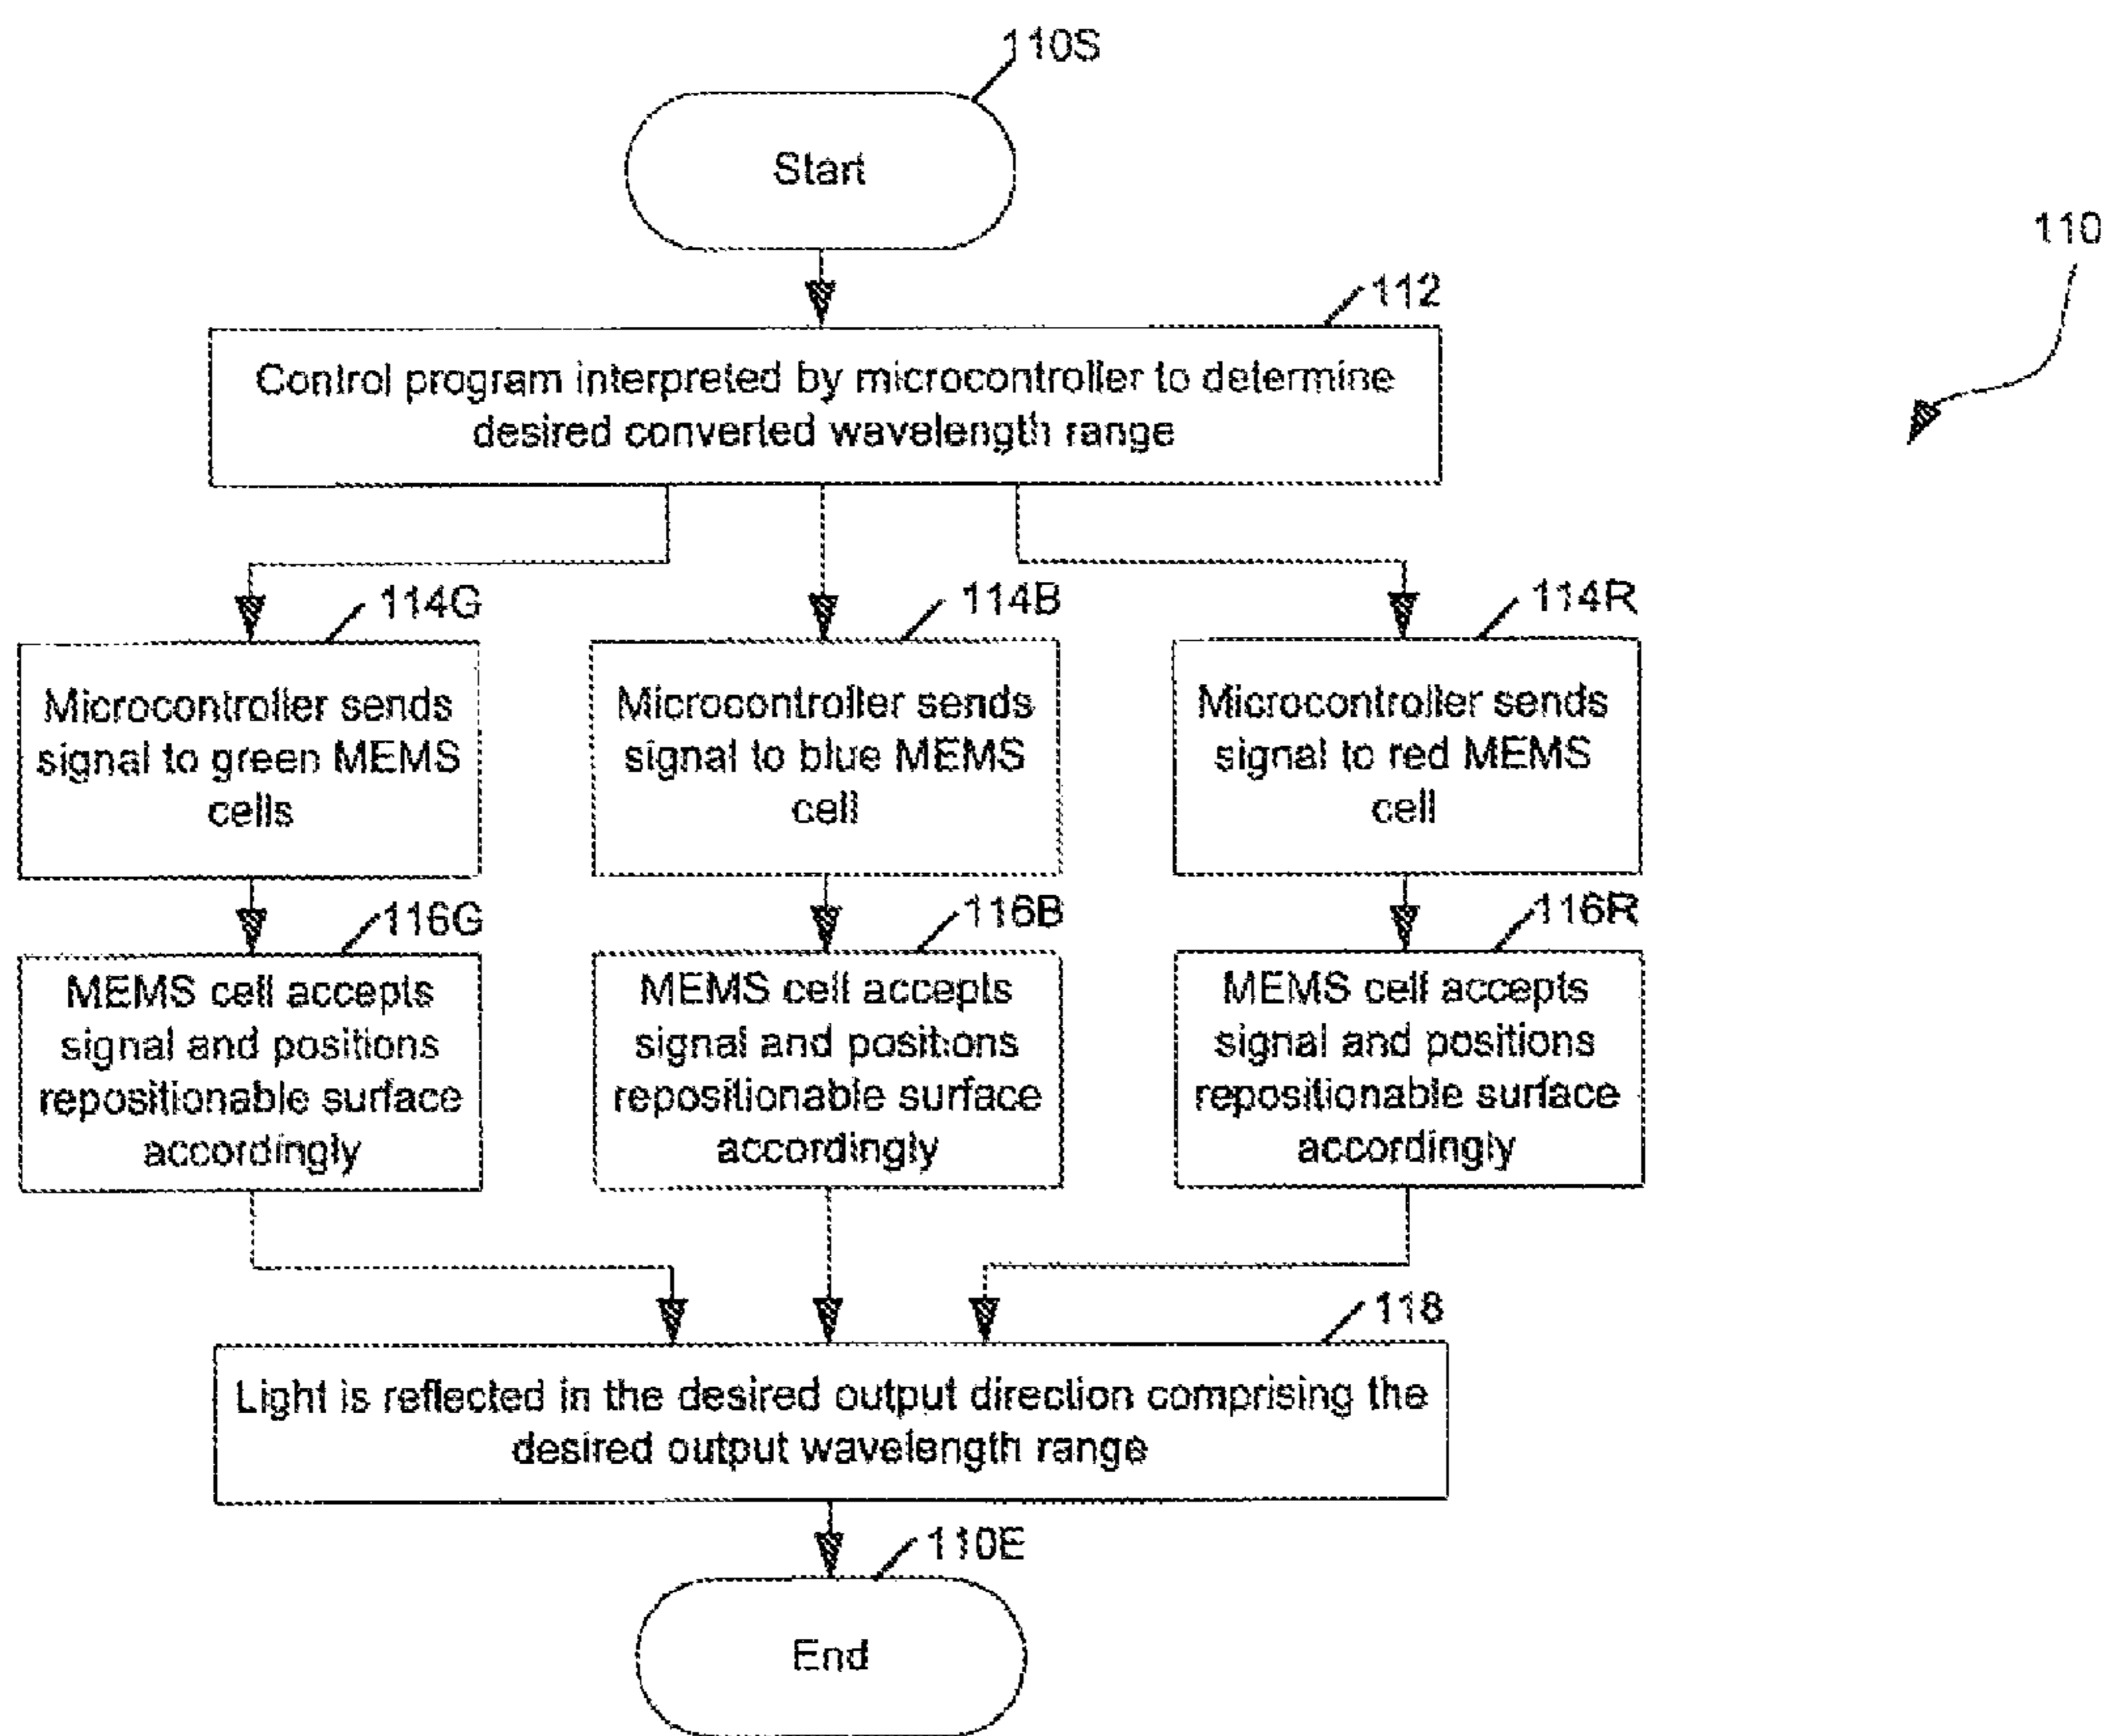 110S
Start
110
112
Control program interpreted by microcontroller to determine
desired converted wavelength range
114G
114B
114R
Microcontroller sends
signal to green MEMS
cells
Microcontroller sends
signal to blue MEMS
cell
Microcontroller sends
signal to red MEMS
cell
116G
116B
116R
MEMS cell accepts
signal and positions
repositionable surface
accordingly
MEMS cell accepts
signal and positions
repositionable surface
accordingly
MEMS cell accepts
signal and positions
repositionable surface
accordingly
118
Light is reflected in the desired output direction comprising the
desired output wavelength range
110E
End